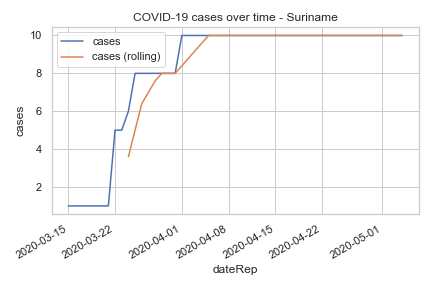 COVID-19 cases over time - Suriname
cases
cases (rolling)
10
8
6
4
2
cases
2020-03-15
2020-03-22
2020-04-01
2020-04-08
2020-04-15
2020-04-22
2020-05-01
dateRep